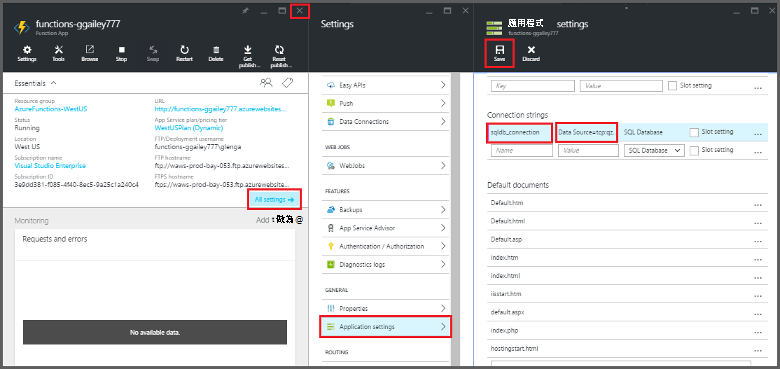 functions-ggailey777
Function App
Settings
Tools
Browse
Stop
Swap
Restart
Delete
Get publish...
Reset publish...
Essentials
Resource group
AzureFunctions-WestUS
URL
http://functions-ggailey777.azurewebsites...
Status
Running
App Service plan/pricing tier
WestUSPlan (Dynamic)
Location
West US
FTP/Deployment username
functions-ggailey777\glenga
Subscription name
Visual Studio Enterprise
FTP hostname
ftp://waws-prod-bay-053.ftp.azurewebsites...
Subscription ID
3e9dd381-f085-4f40-8ec5-9a25c1a240c4
FTPS hostname
ftps://waws-prod-bay-053.ftp.azurewebsite...
All settings →
Monitoring
Add
做為 @
Requests and errors
No available data.
Settings
Easy APIs
Push
Data Connections
WEB JOBS
WebJobs
FEATURES
Backups
App Service Advisor
Authentication / Authorization
Diagnostics logs
GENERAL
Properties
Application settings
ROUTING
應用程式 settings
functions-ggailey777
Save
Discard
Key
Value
Slot setting
...
Connection strings
sqldb_connection
Data Source=tcp:qz.
SQL Database
Slot setting
...
Name
Value
SQL Database
Slot setting
...
Default documents
Default.htm
...
Default.html
...
Default.asp
...
index.htm
...
index.html
...
iisstart.htm
...
default.aspx
...
index.php
...
hostingstart.html
...